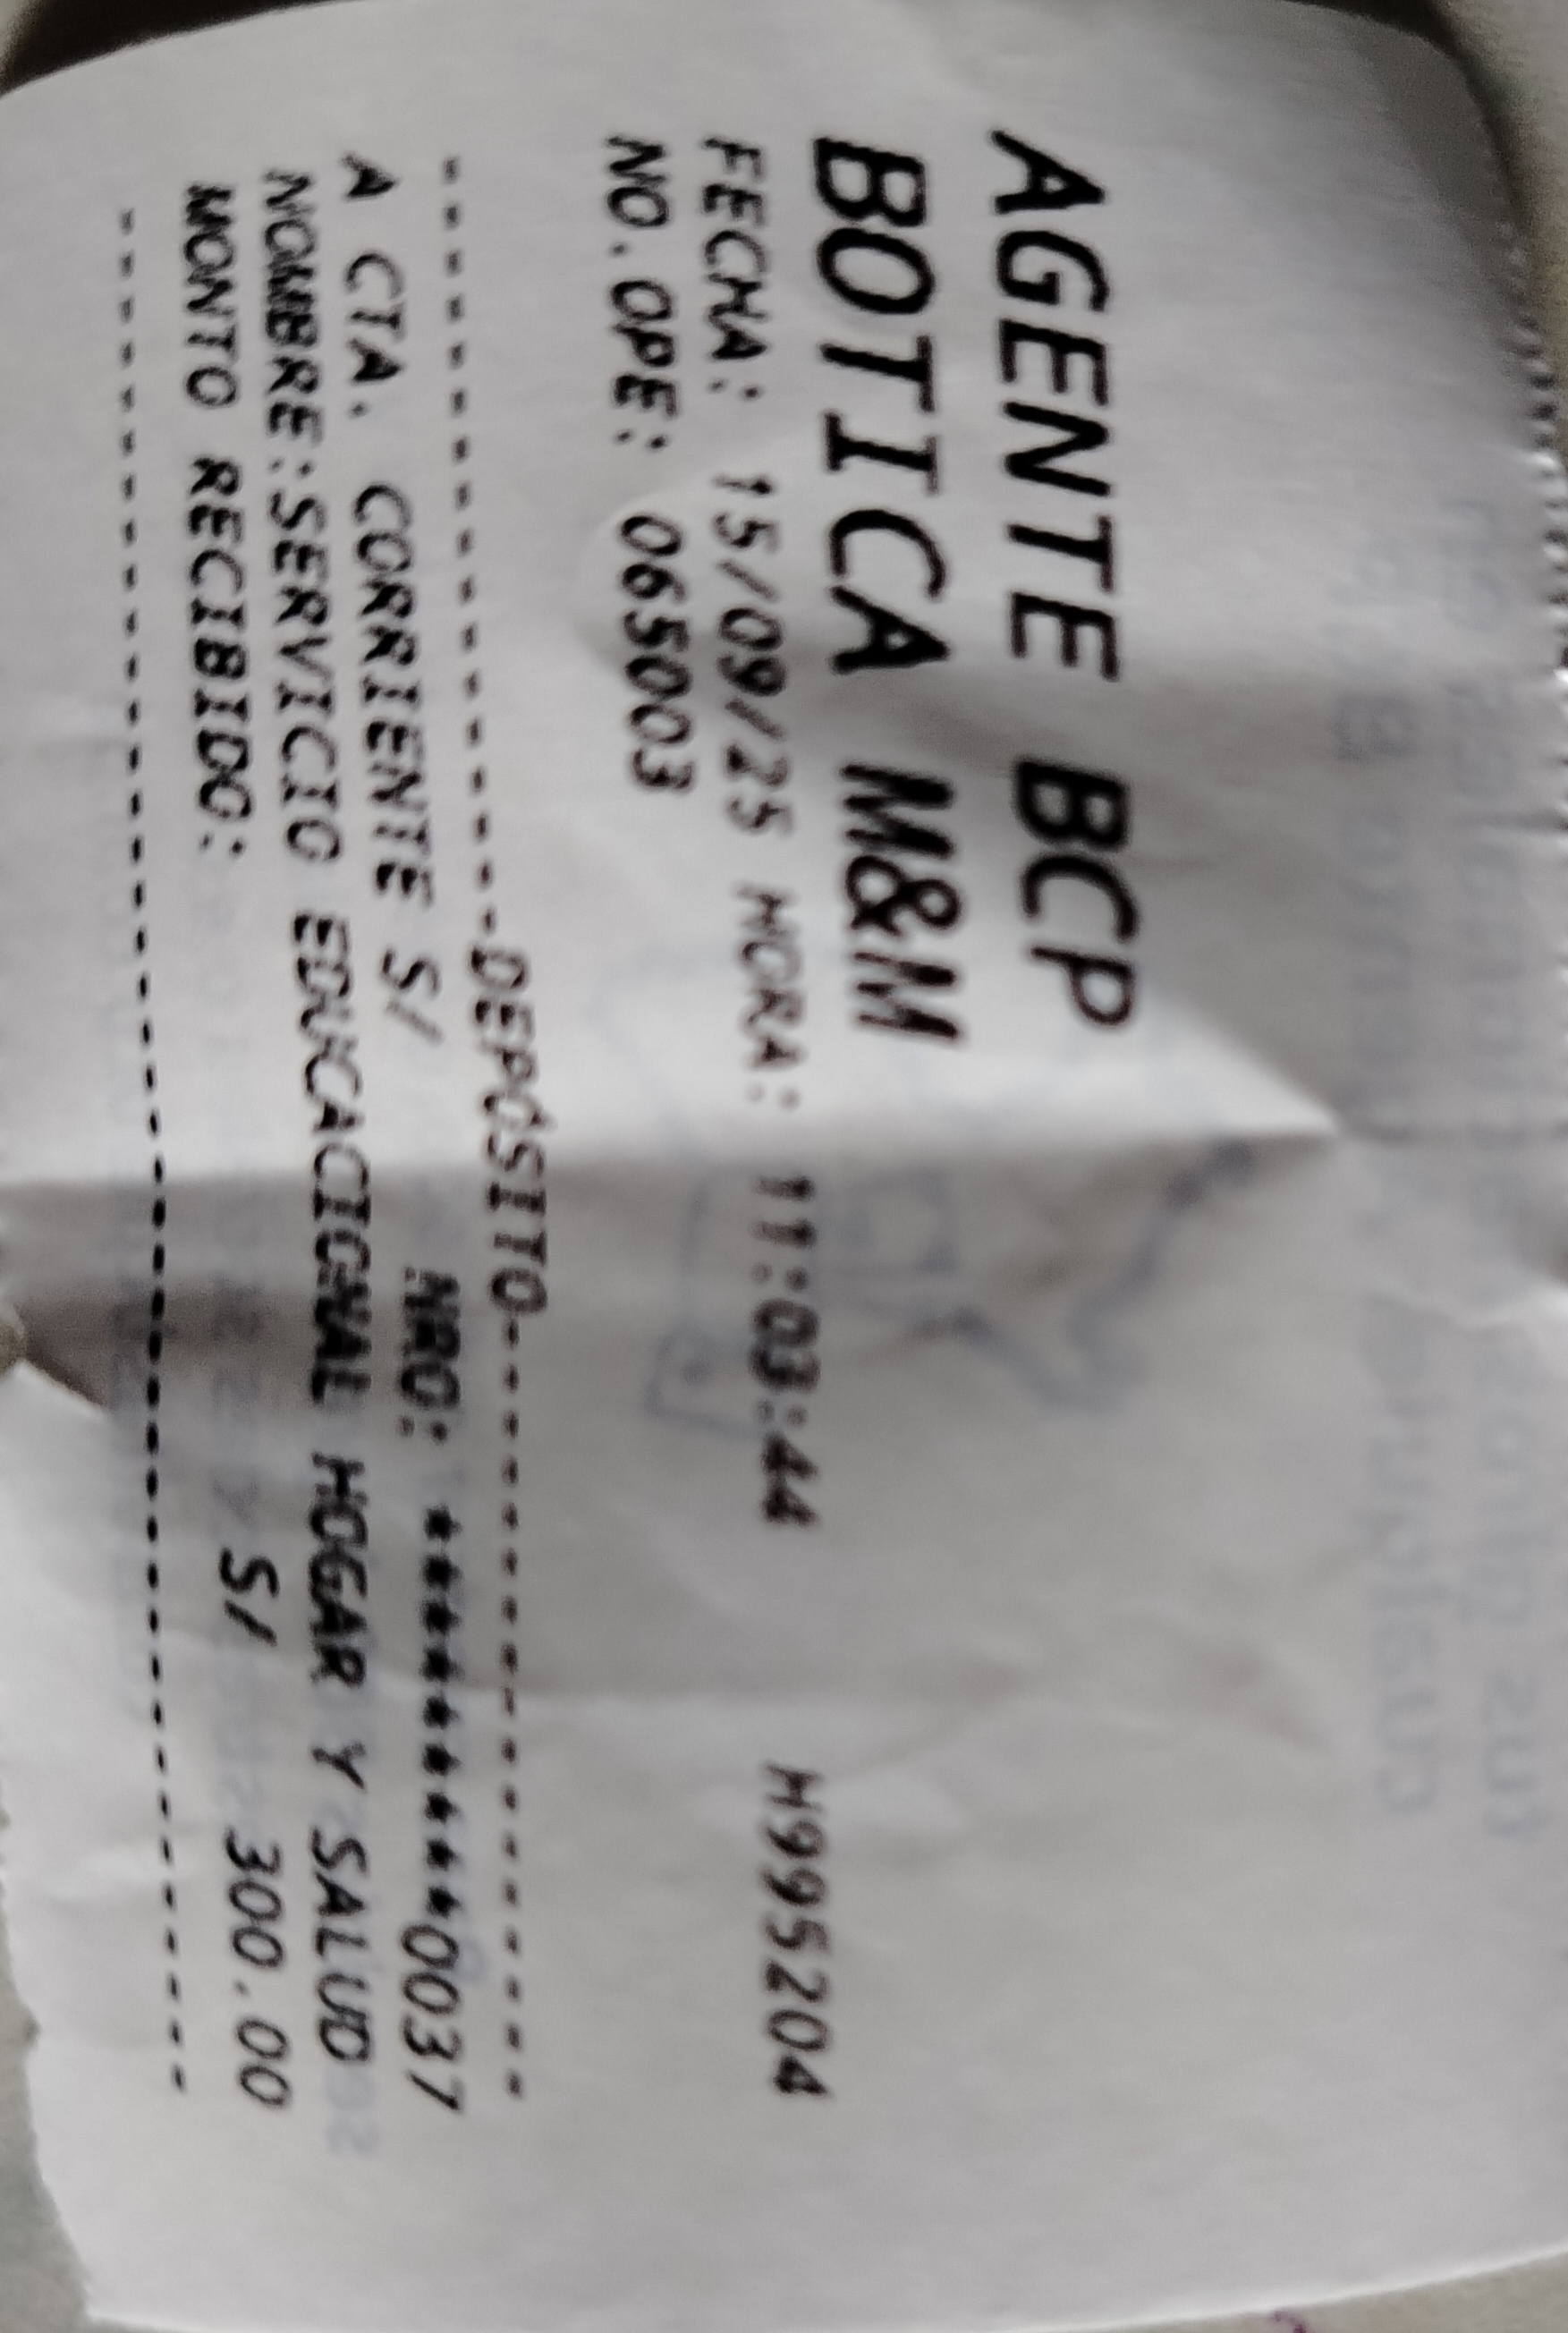 AGENTE BCP
BOTICA M&M
FECHA: 15/09/25 HORA: 11:03:44 H995204
NO.OPE: 065003
--------------DEPOSITO--------------
A CTA. CORRIENTE S/ NRO: **********0037
NOMBRE:SERVICIO EDUCACIONAL HOGAR Y SALUD
MONTO RECIBIDO: S/ 300.00